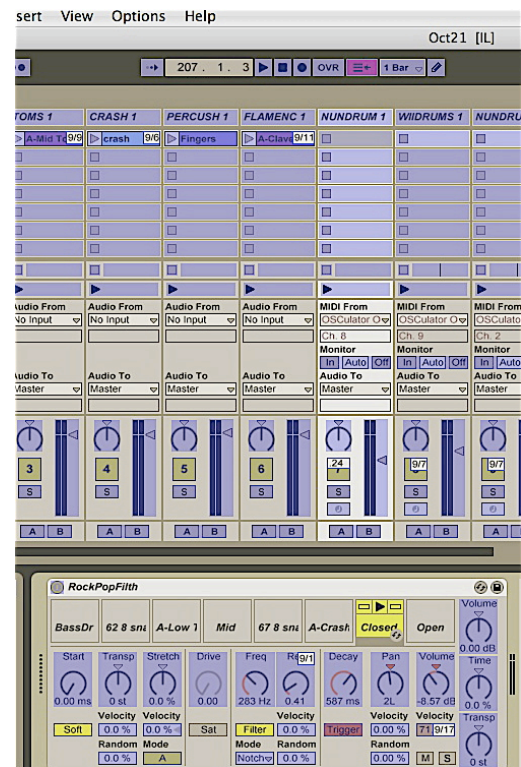 sert View Options Help
Oct21 [IL]
207 . 1 . 3 OVR 1 Bar
TOMS 1 CRASH 1 PERCUSH 1 FLAMENC 1 NUNDRUM 1 WIIDRUMS 1 NUNDRU
A-Mid To 9/9 crash 9/6 Fingers A-Clave 9/11
Audio From Audio From Audio From Audio From MIDI From MIDI From MIDI From
No Input No Input No Input No Input OSCulator O OSCulator O OSCulator O
Ch. 8 Ch. 9 Ch. 2
Monitor Monitor Monitor
In Auto Off In Auto Off In Auto
Audio To Audio To Audio To Audio To Audio To Audio To Audio To
Master Master Master Master Master Master Master
3 4 5 6 24 9/7 9/7
S S S S S S S
A B A B A B A B A B A B A
RockPopFilth
Volume
BassDr 62 8 sna A-Low T Mid 67 8 sna A-Crash Closed Open
0.00 dB
Start Transp Stretch Drive Freq Re 9/1 Decay Pan Volume Time
0.00 ms 0 st 0.0 % 0.00 283 Hz 0.41 587 ms 2L -8.57 dB 0.0 %
Velocity Velocity Velocity Velocity Velocity Transp
Soft 0.0 % 0.0 % Sat Filter 0.0 % Trigger 0.0 % 71 9/17
Random Mode Mode Random Random
0.0 % A Notch 0.0 % 0.0 % M S 0 st